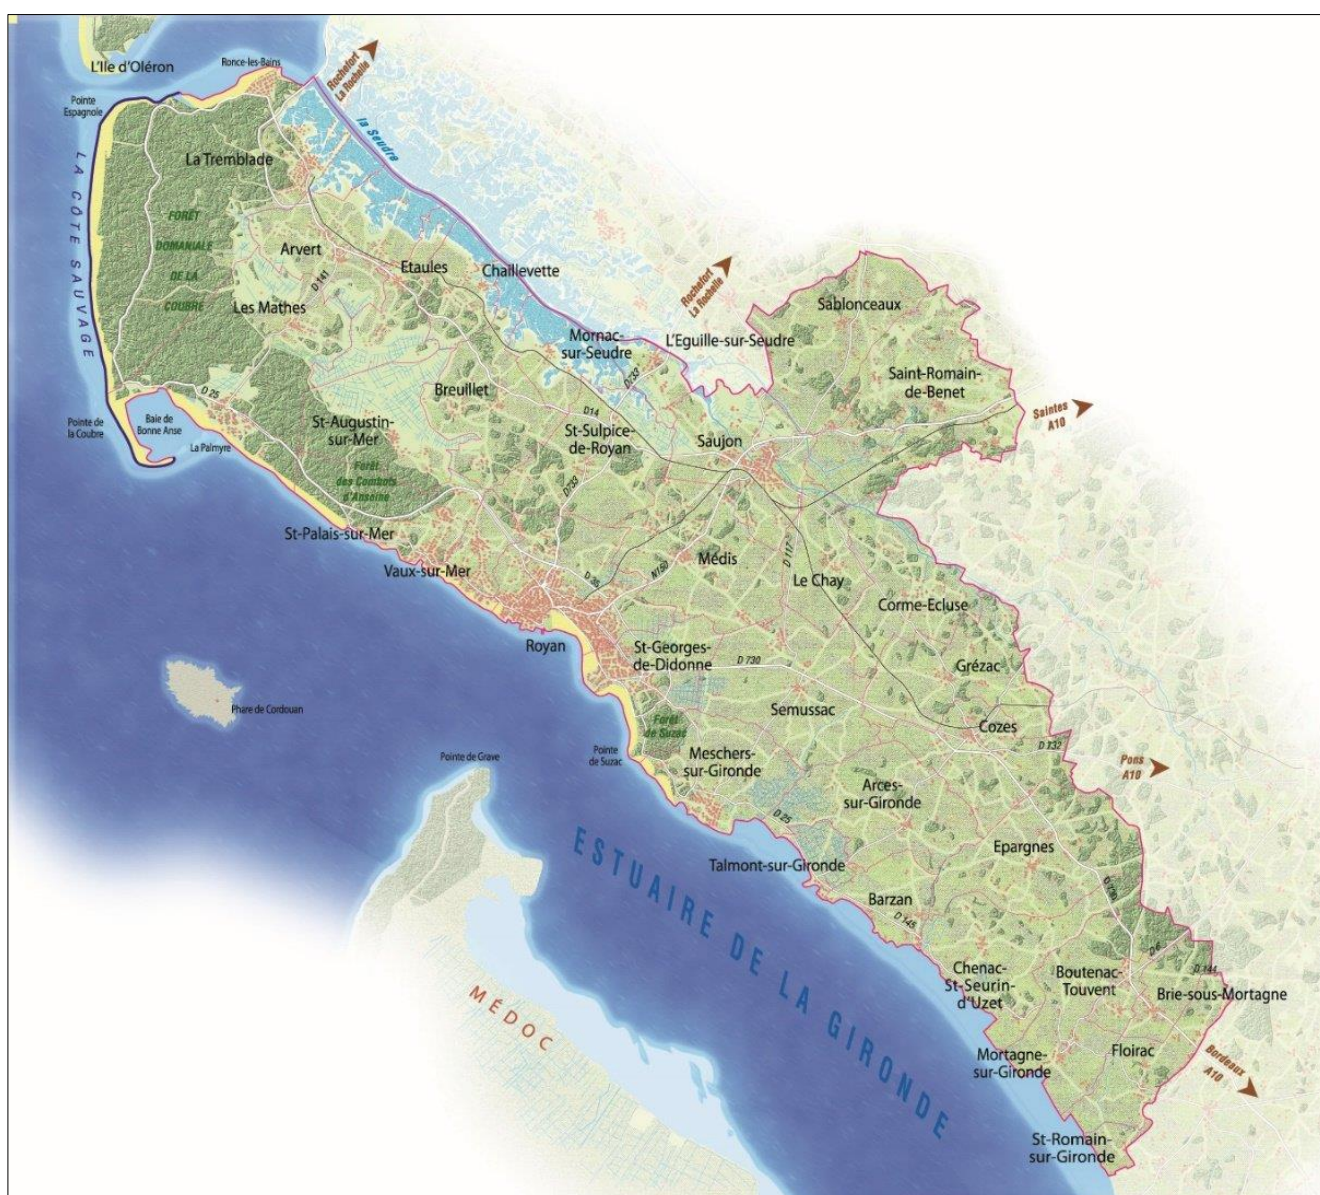 L'Ile d'Oléron
Ronce-les-Bains
Rochefort
La Rochelle
Pointe
Espagnole
la Seudre
La Tremblade
LA CÔTE SAUVAGE
FORÊT
DOMANIALE
DE LA
COUBRE
Arvert
D 141
Etaules
Chaillevette
Rochefort
La Rochelle
Sablonceaux
Les Mathes
Mornac-
sur-Seudre
L'Eguille-sur-Seudre
D733
Saint-Romain-
de-Benet
D 25
Breuillet
D14
Saintes
A10
Pointe de
la Coubre
Baie de
Bonne Anse
La Palmyre
St-Augustin-
sur-Mer
St-Sulpice-
de-Royan
Saujon
Forêt
des Combots
d'Ansoine
D733
St-Palais-sur-Mer
Vaux-sur-Mer
D 35
N150
Médis
D 117
Le Chay
Corme-Ecluse
Royan
St-Georges-
de-Didonne
D 730
Grézac
Phare de Cordouan
Semussac
Forêt
de Suzac
Cozes
D 732
Pointe de Grave
Pointe
de Suzac
Meschers-
sur-Gironde
Pons
A10
Arces-
sur-Gironde
D 25
Epargnes
ESTUAIRE DE LA GIRONDE
Talmont-sur-Gironde
D 730
Barzan
D 145
D 6
D 144
Chenac-
St-Seurin-
d'Uzet
Boutenac-
Touvent
Brie-sous-Mortagne
MÉDOC
Mortagne-
sur-Gironde
Floirac
Bordeaux
A10
St-Romain-
sur-Gironde